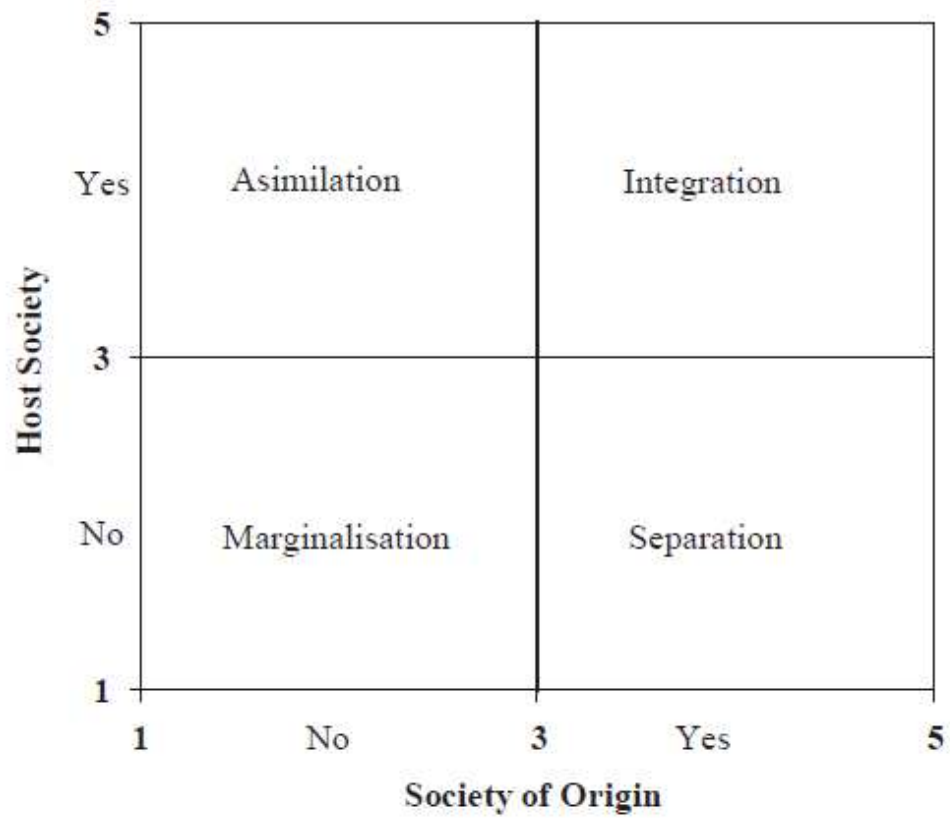 5
Yes
Asimilation
Integration
Host Society
3
No
Marginalisation
Separation
1
1
No
3
Yes
5
Society of Origin